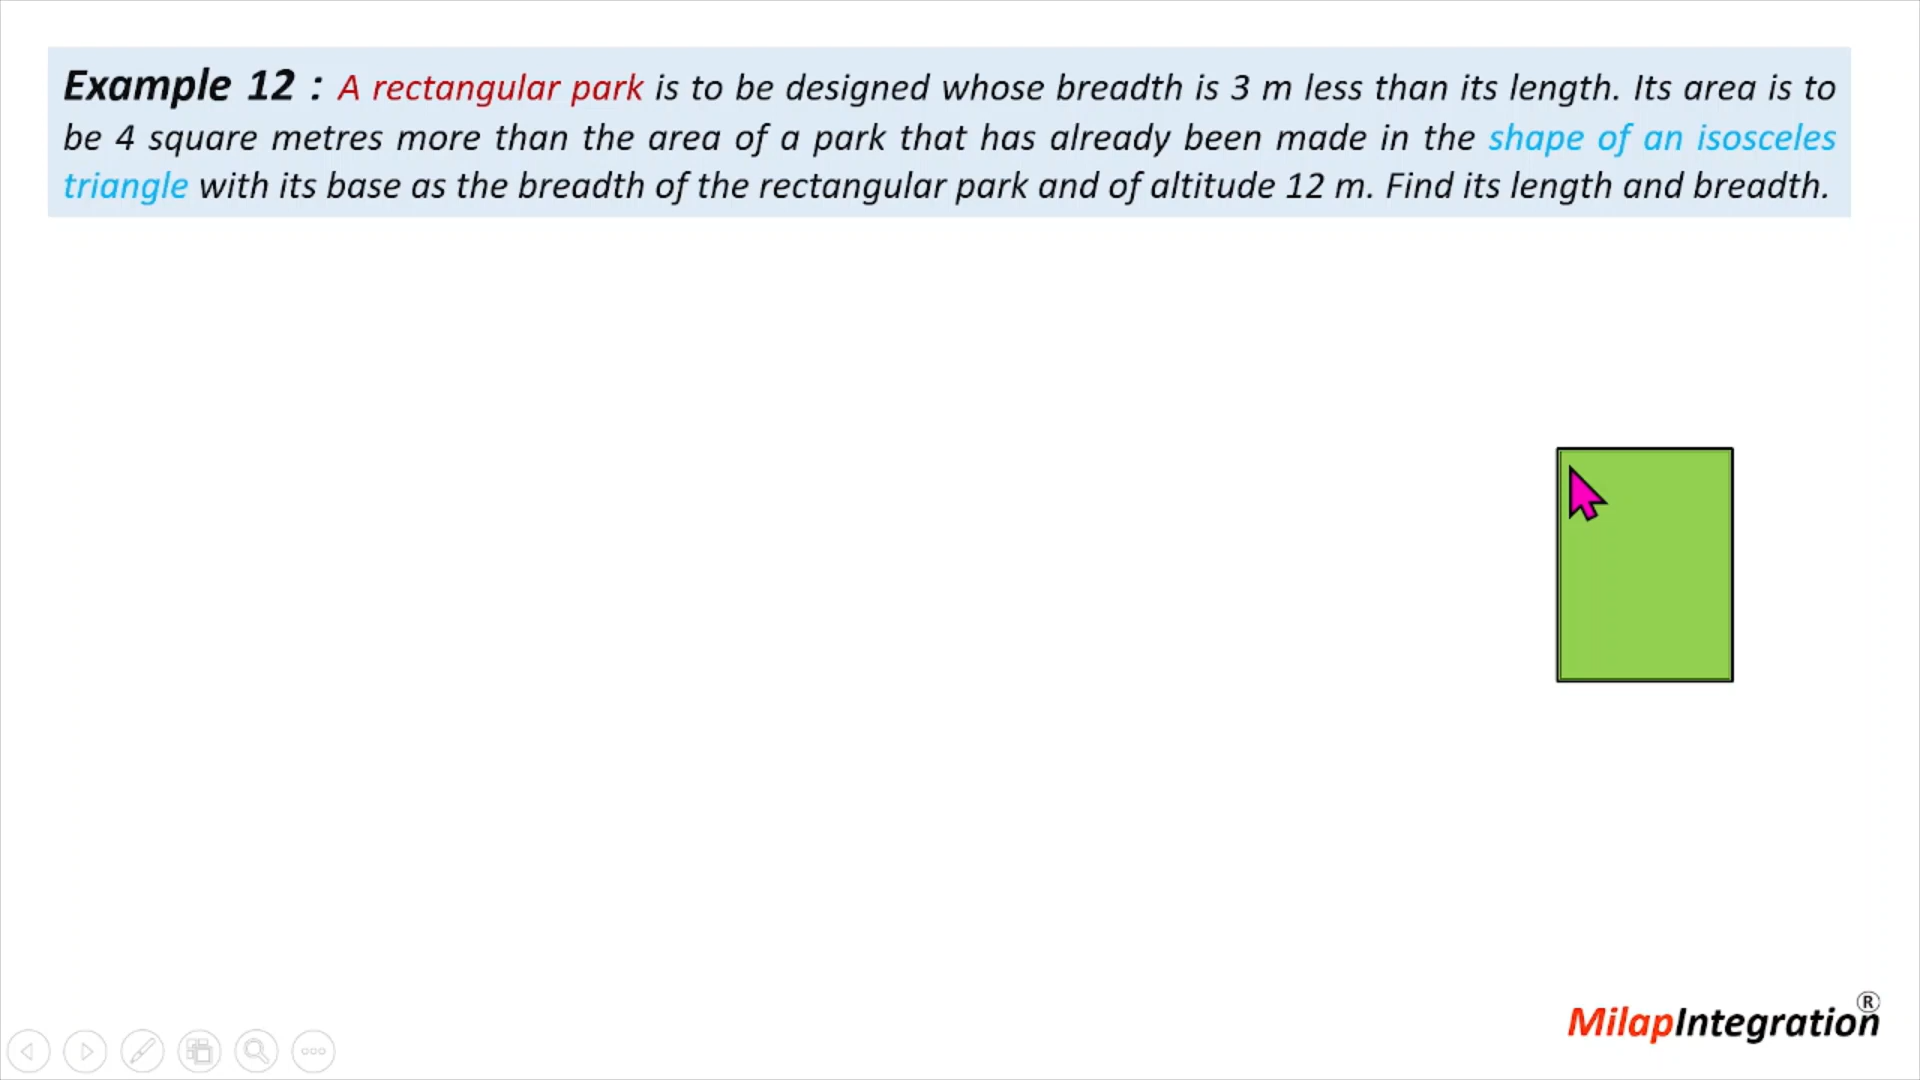 Example 12 : A rectangular park is to be designed whose breadth is 3 m less than its length. Its area is to
be 4 square metres more than the area of a park that has already been made in the shape of an isosceles
triangle with its base as the breadth of the rectangular park and of altitude 12 m. Find its length and breadth.
MilapIntegration®